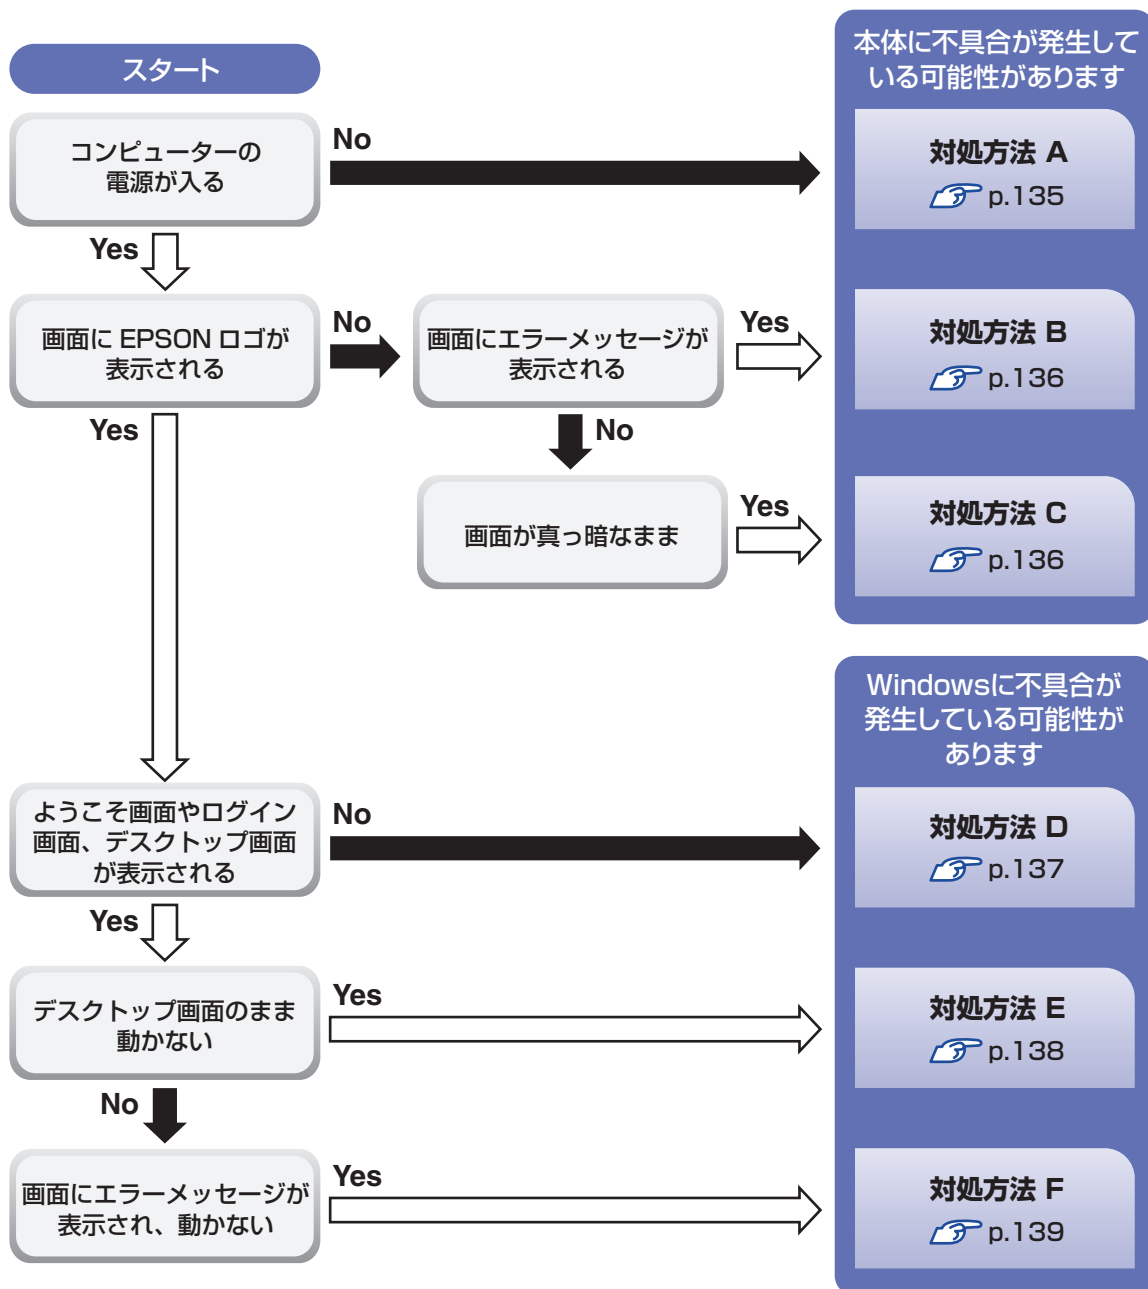 スタート
コンピューターの
電源が入る
No
本体に不具合が発生して
いる可能性があります
対処方法 A
p.135
Yes
画面に EPSON ロゴが
表示される
No
画面にエラーメッセージが
表示される
Yes
対処方法 B
p.136
Yes
No
画面が真っ暗なまま
Yes
対処方法 C
p.136
Windowsに不具合が
発生している可能性が
あります
ようこそ画面やログイン
画面、デスクトップ画面
が表示される
No
対処方法 D
p.137
Yes
デスクトップ画面のまま
動かない
Yes
対処方法 E
p.138
No
画面にエラーメッセージが
表示され、動かない
Yes
対処方法 F
p.139